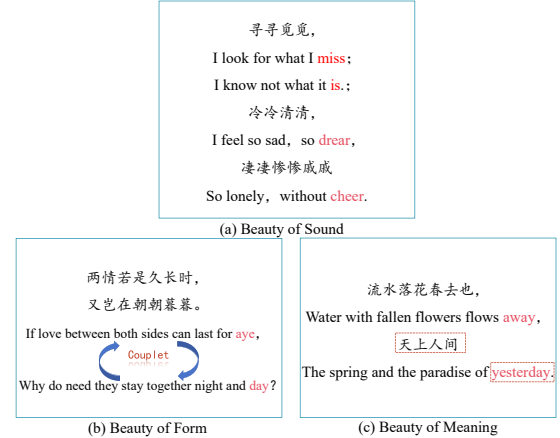 寻寻觅觅，
I look for what I miss；
I know not what it is.；
冷冷清清，
I feel so sad，so drear，
凄凄惨惨戚戚
So lonely，without cheer.
(a) Beauty of Sound
两情若是久长时，
又岂在朝朝暮暮。
If love between both sides can last for aye，
Couplet
Why do need they stay together night and day？
(b) Beauty of Form
流水落花春去也，
Water with fallen flowers flows away，
天上人间
The spring and the paradise of yesterday.
(c) Beauty of Meaning